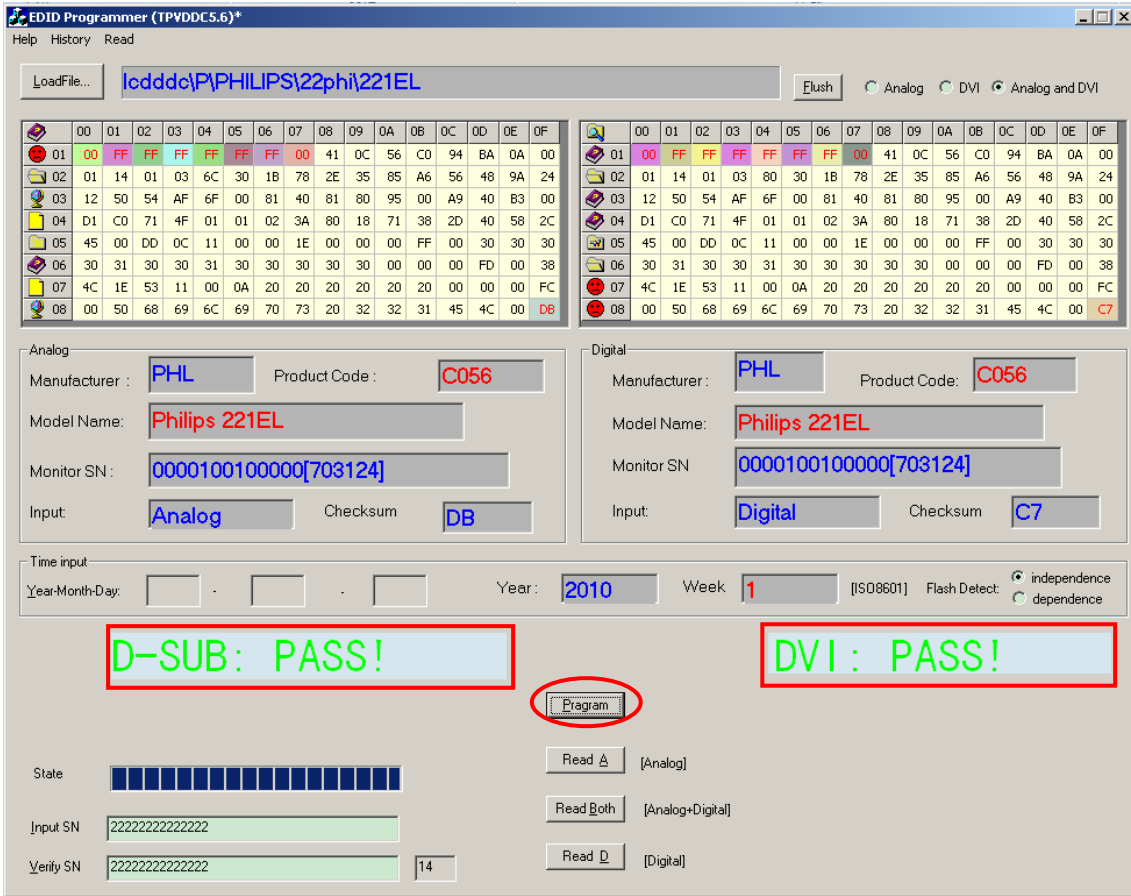 EDID Programmer (TPVDDC5.6)*
Help History Read
LoadFile... lcdddc\P\PHILIPS\22phi\221EL Flush Analog DVI Analog and DVI
00 01 02 03 04 05 06 07 08 09 0A 0B 0C 0D 0E 0F
01 00 FF FF FF FF FF FF 00 41 0C 56 C0 94 BA 0A 00
02 01 14 01 03 6C 30 1B 78 2E 35 85 A6 56 48 9A 24
03 12 50 54 AF 6F 00 81 40 81 80 95 00 A9 40 B3 00
04 D1 C0 71 4F 01 01 02 3A 80 18 71 38 2D 40 58 2C
05 45 00 DD 0C 11 00 00 1E 00 00 00 FF 00 30 30 30
06 30 31 30 30 31 30 30 30 30 30 00 00 00 FD 00 38
07 4C 1E 53 11 00 0A 20 20 20 20 20 20 00 00 00 FC
08 00 50 68 69 6C 69 70 73 20 32 32 31 45 4C 00 DB
00 01 02 03 04 05 06 07 08 09 0A 0B 0C 0D 0E 0F
01 00 FF FF FF FF FF FF 00 41 0C 56 C0 94 BA 0A 00
02 01 14 01 03 80 30 1B 78 2E 35 85 A6 56 48 9A 24
03 12 50 54 AF 6F 00 81 40 81 80 95 00 A9 40 B3 00
04 D1 C0 71 4F 01 01 02 3A 80 18 71 38 2D 40 58 2C
05 45 00 DD 0C 11 00 00 1E 00 00 00 FF 00 30 30 30
06 30 31 30 30 31 30 30 30 30 30 00 00 00 FD 00 38
07 4C 1E 53 11 00 0A 20 20 20 20 20 20 00 00 00 FC
08 00 50 68 69 6C 69 70 73 20 32 32 31 45 4C 00 C7
Analog
Manufacturer : PHL Product Code : C056
Model Name: Philips 221EL
Monitor SN : 0000100100000[703124]
Input: Analog Checksum DB
Digital
Manufacturer : PHL Product Code: C056
Model Name: Philips 221EL
Monitor SN 0000100100000[703124]
Input: Digital Checksum C7
Time input
Year-Month-Day: - - Year : 2010 Week 1 [ISO8601] Flash Detect: independence
dependence
D-SUB: PASS! DVI: PASS!
Pragram
State
Read A [Analog]
Read Both [Analog+Digital]
Input SN 22222222222222
Read D [Digital]
Verify SN 22222222222222 14